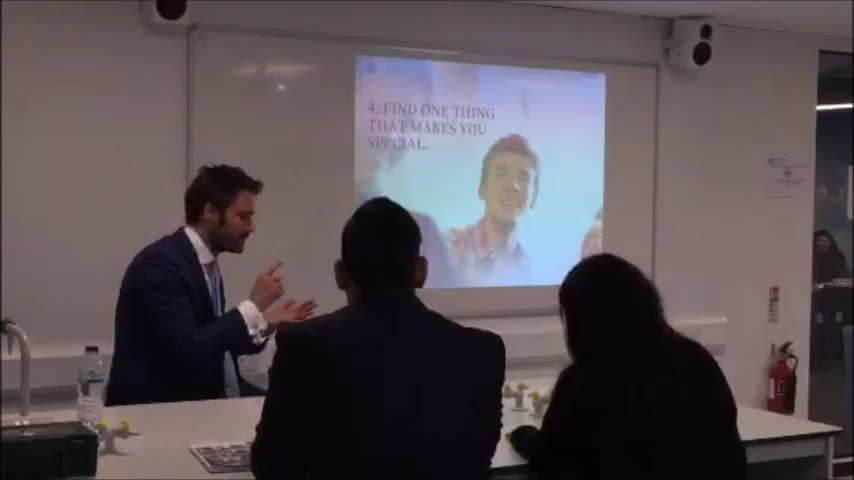 4. FIND ONE THING
THAT MAKES YOU
SPECIAL.